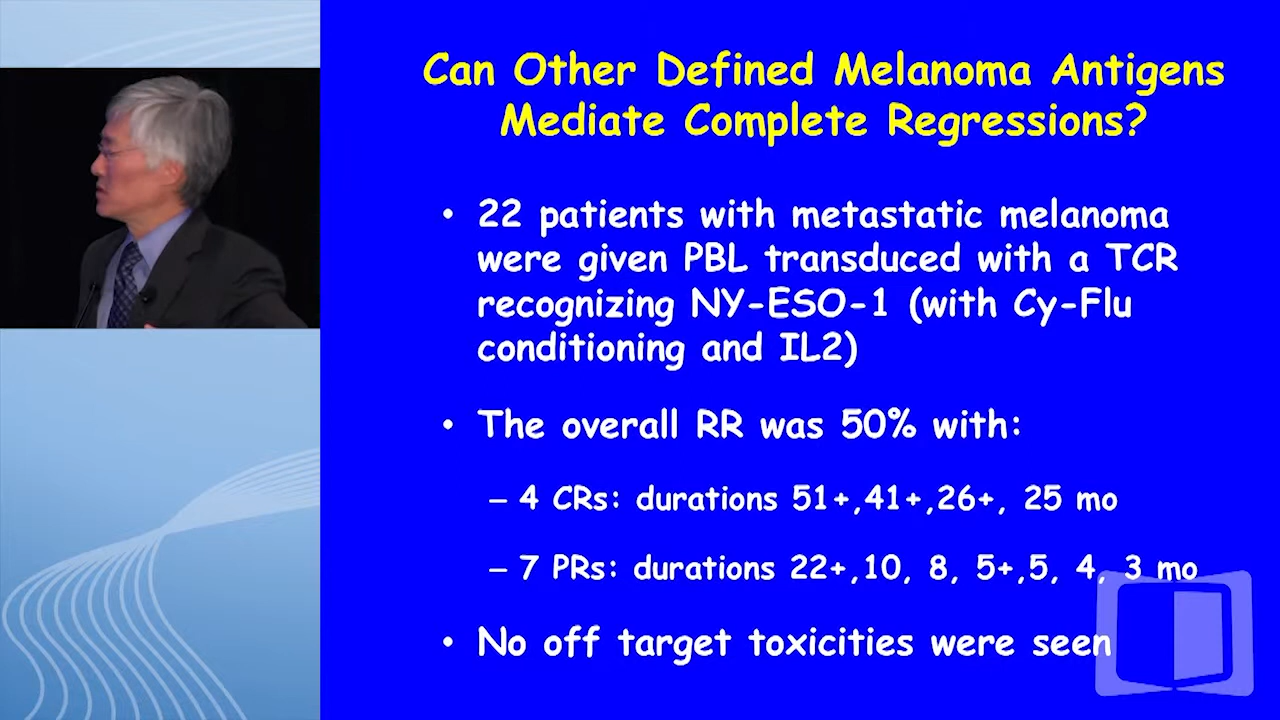 Can Other Defined Melanoma Antigens
Mediate Complete Regressions?
• 22 patients with metastatic melanoma
were given PBL transduced with a TCR
recognizing NY-ESO-1 (with Cy-Flu
conditioning and IL2)
• The overall RR was 50% with:
– 4 CRs: durations 51+,41+,26+, 25 mo
– 7 PRs: durations 22+,10, 8, 5+,5, 4, 3 mo
• No off target toxicities were seen